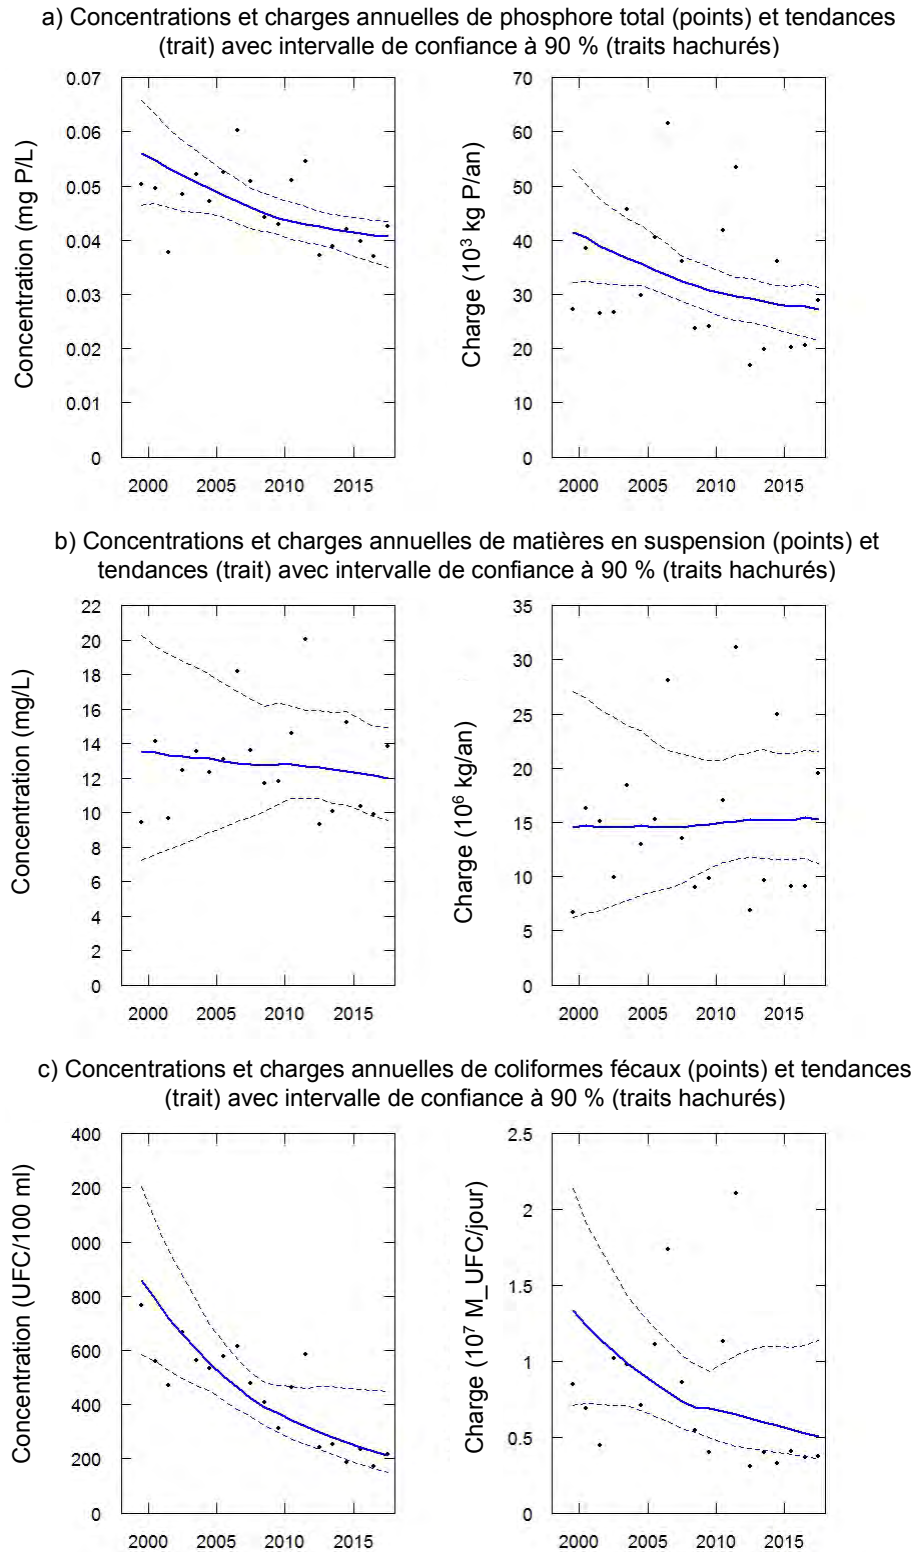 a) Concentrations et charges annuelles de phosphore total (points) et tendances
(trait) avec intervalle de confiance à 90 % (traits hachurés)
Concentration (mg P/L)
0.07
0.06
0.05
0.04
0.03
0.02
0.01
0
2000 2005 2010 2015
Charge (10³ kg P/an)
70
60
50
40
30
20
10
0
2000 2005 2010 2015
b) Concentrations et charges annuelles de matières en suspension (points) et
tendances (trait) avec intervalle de confiance à 90 % (traits hachurés)
Concentration (mg/L)
22
20
18
16
14
12
10
8
6
4
2
0
2000 2005 2010 2015
Charge (10⁶ kg/an)
35
30
25
20
15
10
5
0
2000 2005 2010 2015
c) Concentrations et charges annuelles de coliformes fécaux (points) et tendances
(trait) avec intervalle de confiance à 90 % (traits hachurés)
Concentration (UFC/100 ml)
400
200
000
800
600
400
200
0
2000 2005 2010 2015
Charge (10⁷ M_UFC/jour)
2.5
2
1.5
1
0.5
0
2000 2005 2010 2015